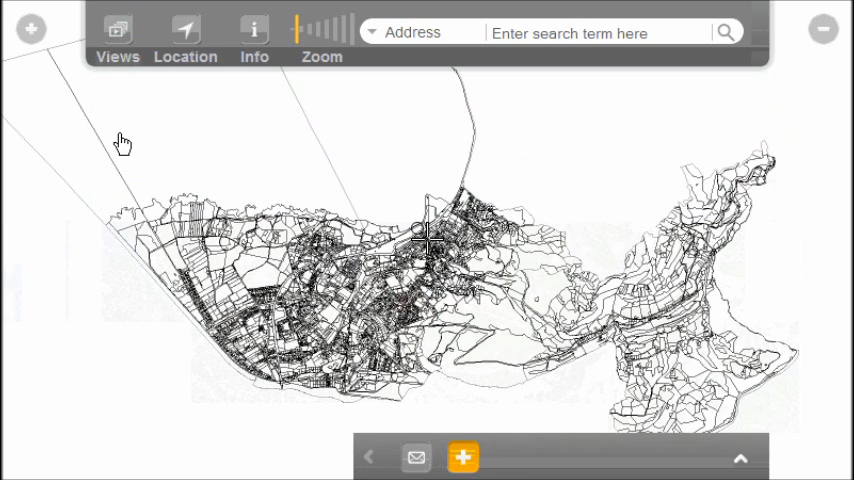 Address
Enter search term here
Views
Location
Info
Zoom